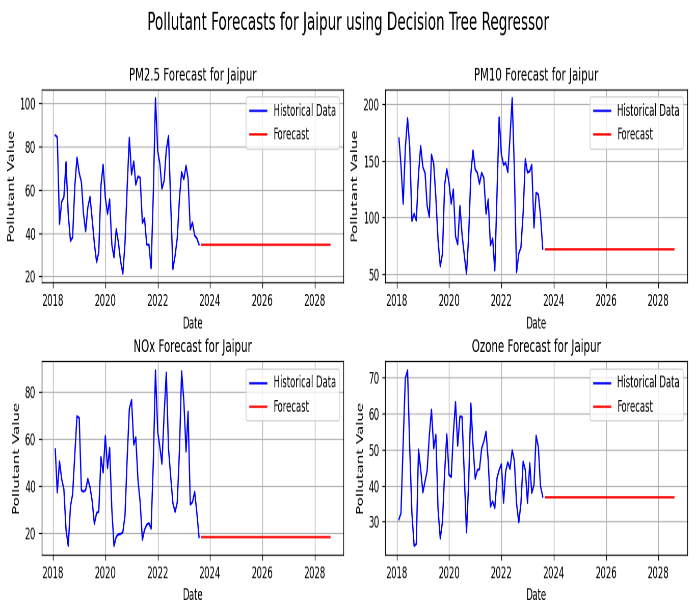 Pollutant Forecasts for Jaipur using Decision Tree Regressor
PM2.5 Forecast for Jaipur
Pollutant Value
100
80
60
40
20
Historical Data
Forecast
2018 2020 2022 2024 2026 2028
Date
PM10 Forecast for Jaipur
Pollutant Value
200
150
100
50
Historical Data
Forecast
2018 2020 2022 2024 2026 2028
Date
NOx Forecast for Jaipur
Pollutant Value
80
60
40
20
Historical Data
Forecast
2018 2020 2022 2024 2026 2028
Date
Ozone Forecast for Jaipur
Pollutant Value
70
60
50
40
30
Historical Data
Forecast
2018 2020 2022 2024 2026 2028
Date